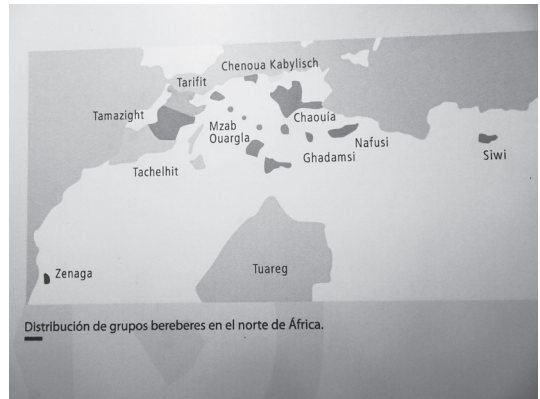 Chenoua Kabylisch
Tarifit
Tamazight
Mzab
Ouargla
Chaouía
Nafusi
Ghadamsi
Siwi
Tachelhit
Zenaga
Tuareg
Distribución de grupos bereberes en el norte de África.